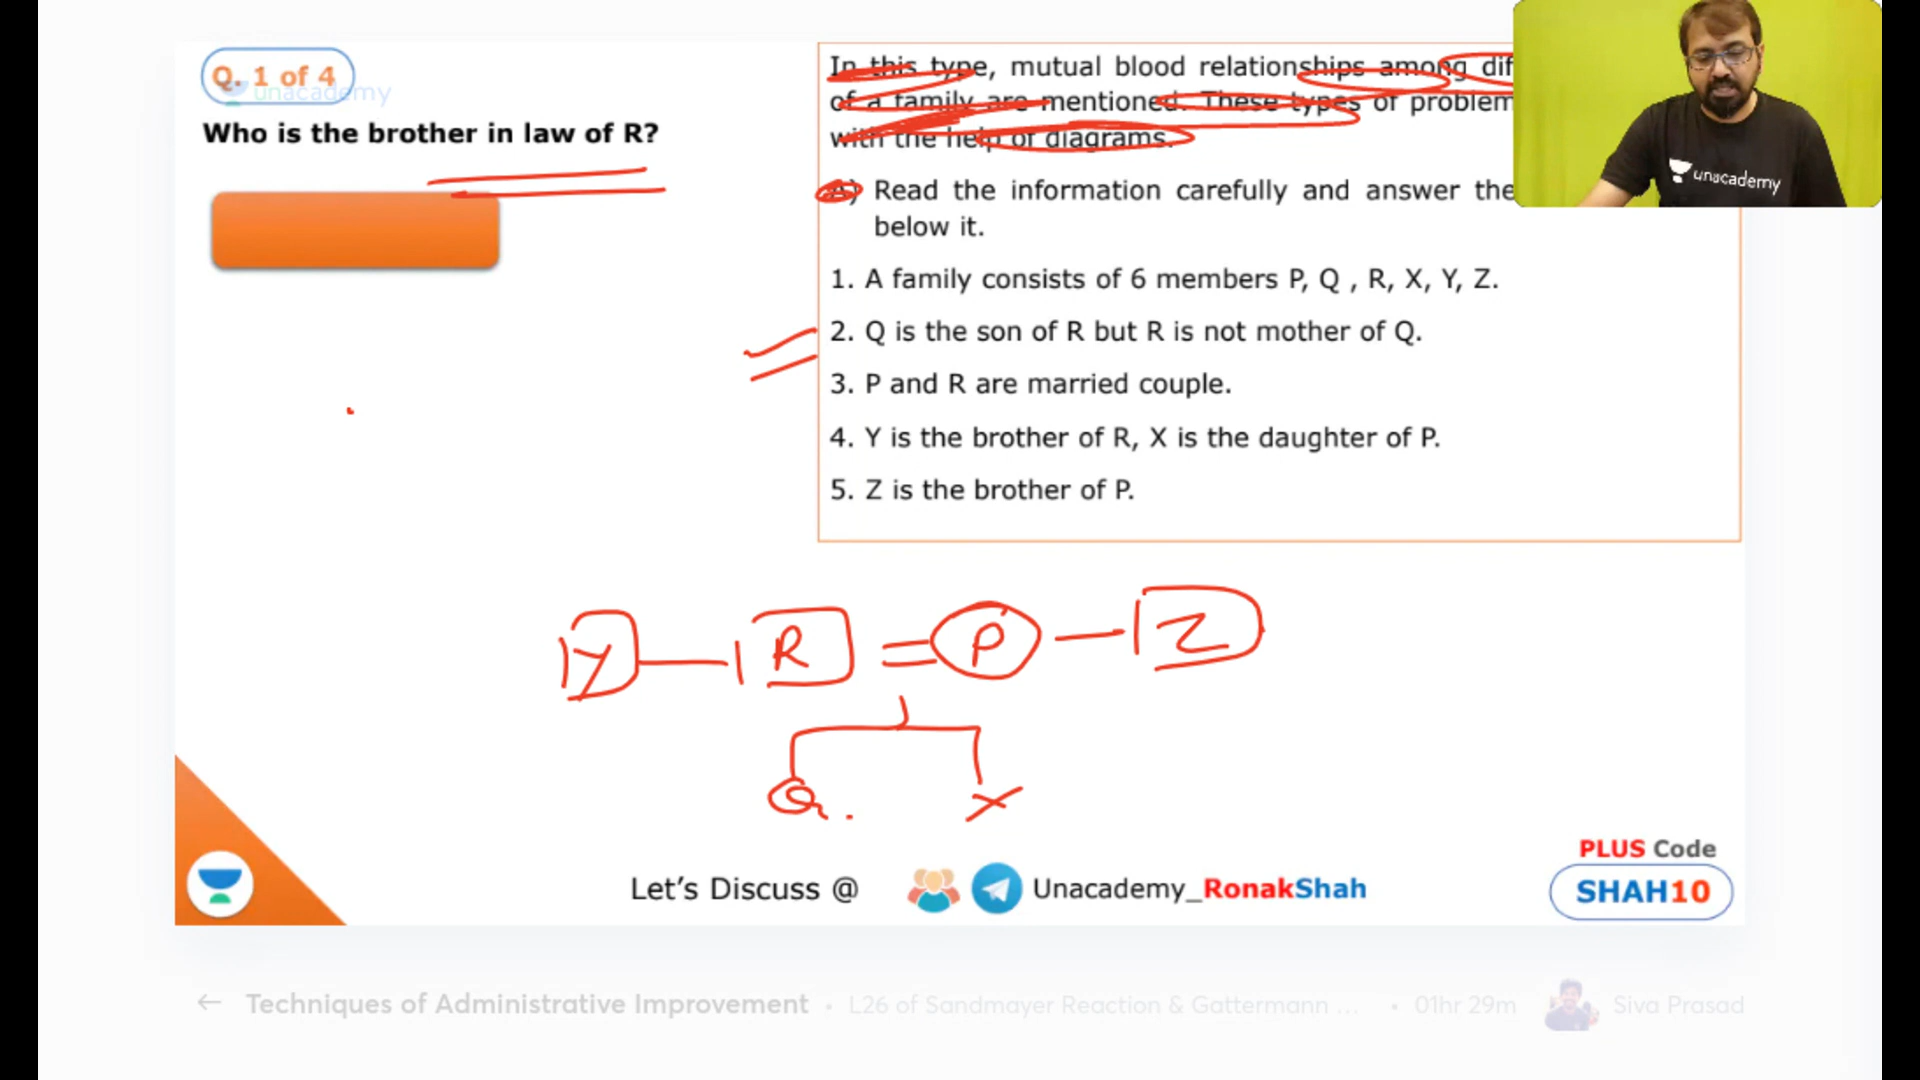 Q. 1 of 4
unacademy
Who is the brother in law of R?
In this type, mutual blood relationships among dif
of a family are mentioned. These types of problem
with the help of diagrams.
A) Read the information carefully and answer the
below it.
1. A family consists of 6 members P, Q , R, X, Y, Z.
2. Q is the son of R but R is not mother of Q.
3. P and R are married couple.
4. Y is the brother of R, X is the daughter of P.
5. Z is the brother of P.
unacademy
Y R = P Z
Q X
PLUS Code
Let's Discuss @ Unacademy_RonakShah
SHAH10
← Techniques of Administrative Improvement • L26 of Sandmayer Reaction & Gattermann ... • 01hr 29m Siva Prasad